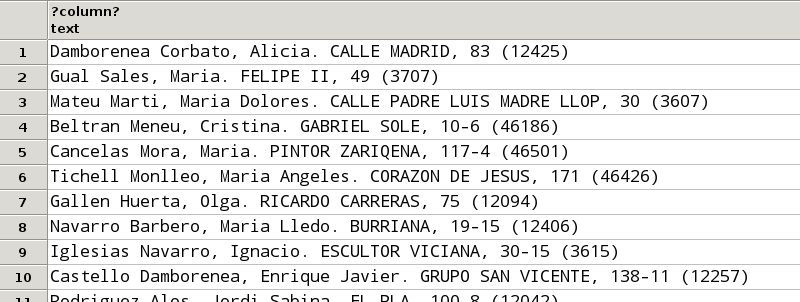 ?column?
text
1 Damborenea Corbato, Alicia. CALLE MADRID, 83 (12425)
2 Gual Sales, Maria. FELIPE II, 49 (3707)
3 Mateu Marti, Maria Dolores. CALLE PADRE LUIS MADRE LLOP, 30 (3607)
4 Beltran Meneu, Cristina. GABRIEL SOLE, 10-6 (46186)
5 Cancelas Mora, Maria. PINTOR ZARIQENA, 117-4 (46501)
6 Tichell Monlleo, Maria Angeles. CORAZON DE JESUS, 171 (46426)
7 Gallen Huerta, Olga. RICARDO CARRERAS, 75 (12094)
8 Navarro Barbero, Maria Lledo. BURRIANA, 19-15 (12406)
9 Iglesias Navarro, Ignacio. ESCULTOR VICIANA, 30-15 (3615)
10 Castello Damborenea, Enrique Javier. GRUPO SAN VICENTE, 138-11 (12257)
11 Rodriguez Alos, Jordi Sabina. EL PLA, 100-8 (12042)